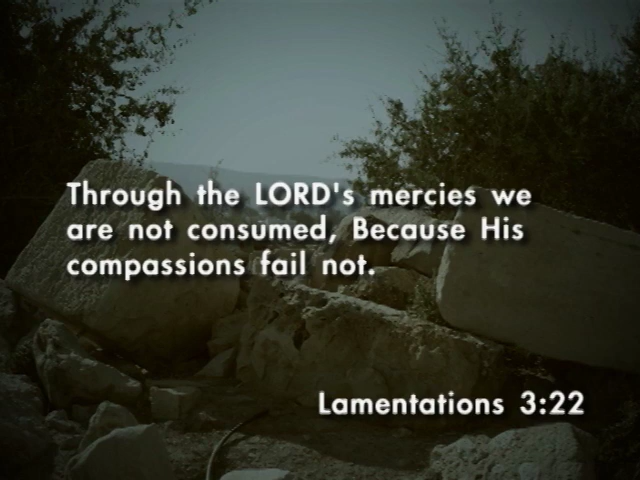 Through the LORD's mercies we
are not consumed, Because His
compassions fail not.
Lamentations 3:22